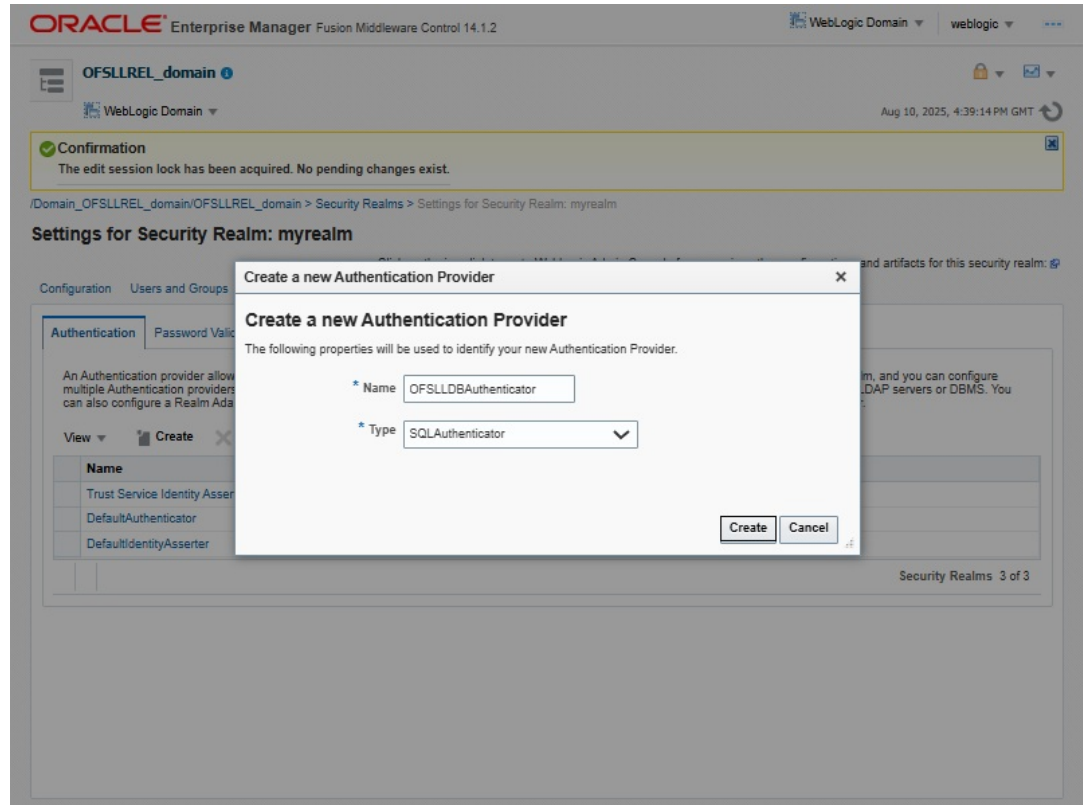 ORACLE® Enterprise Manager Fusion Middleware Control 14.1.2
WebLogic Domain
weblogic
OFSLLREL_domain
WebLogic Domain
Aug 10, 2025, 4:39:14 PM GMT
Confirmation
The edit session lock has been acquired. No pending changes exist.
/Domain_OFSLLREL_domain/OFSLLREL_domain > Security Realms > Settings for Security Realm: myrealm
Settings for Security Realm: myrealm
and artifacts for this security realm:
Configuration Users and Groups
Authentication Password Valid
An Authentication provider allow
m, and you can configure
multiple Authentication providers
LDAP servers or DBMS. You
can also configure a Realm Ada
View Create
Name
Trust Service Identity Asser
DefaultAuthenticator
DefaultIdentityAsserter
Security Realms 3 of 3
Create a new Authentication Provider
Create a new Authentication Provider
The following properties will be used to identify your new Authentication Provider.
* Name OFSLLDBAuthenticator
* Type SQLAuthenticator
Create Cancel